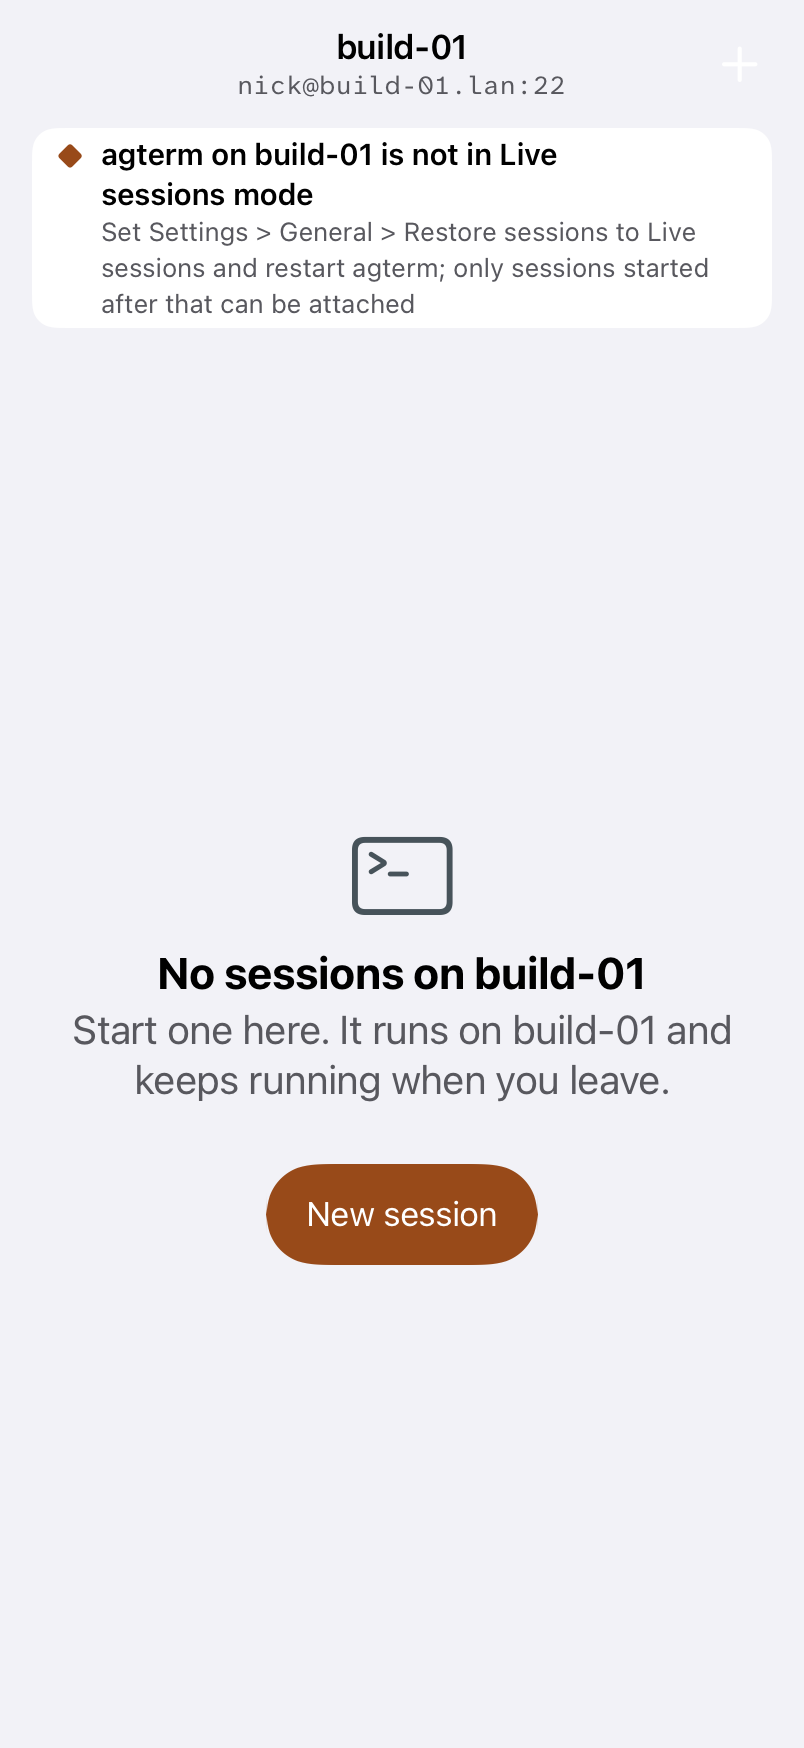 build-01
nick@build-01.lan:22
agterm on build-01 is not in Live
sessions mode
Set Settings > General > Restore sessions to Live
sessions and restart agterm; only sessions started
after that can be attached
>_
No sessions on build-01
Start one here. It runs on build-01 and
keeps running when you leave.
New session